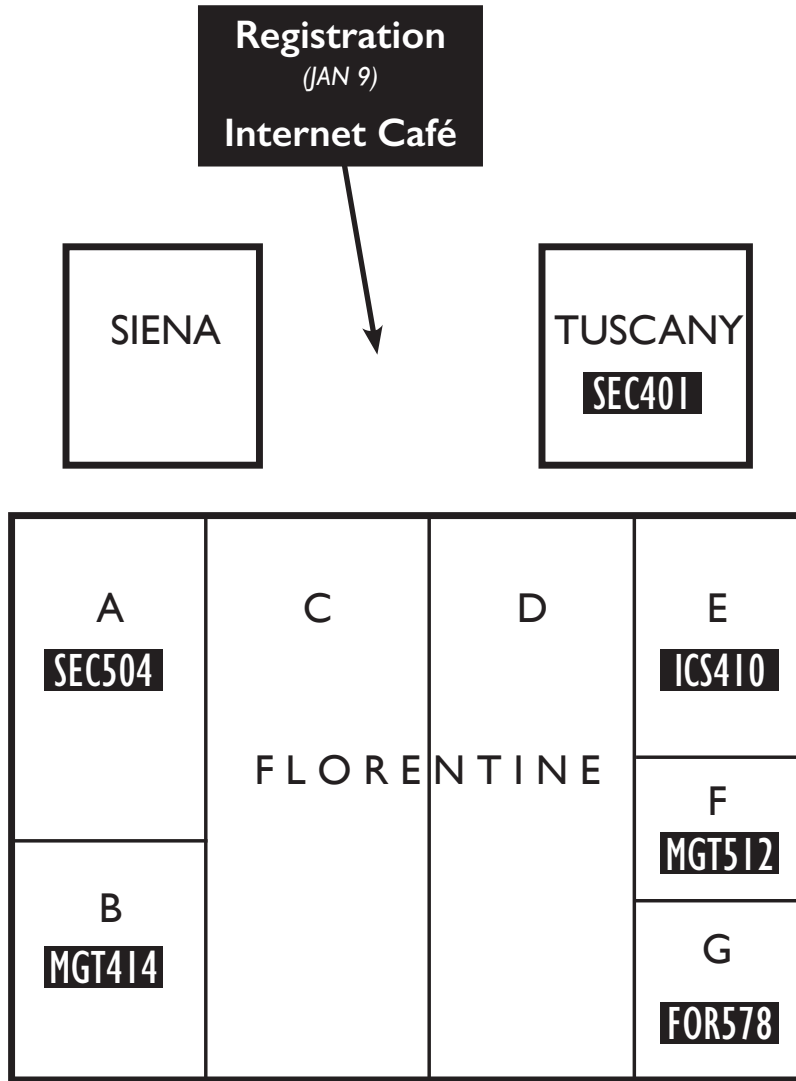 Registration
(JAN 9)
Internet Café
SIENA
TUSCANY
SEC401
A
SEC504
C
D
E
ICS410
FLORENTINE
F
MGT512
B
MGT414
G
FOR578